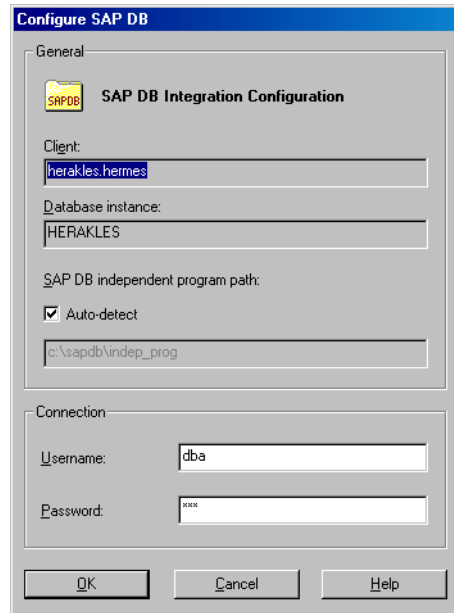 Configure SAP DB
General
SAPDB
SAP DB Integration Configuration
Client:
herakles.hermes
Database instance:
HERAKLES
SAP DB independent program path:
Auto-detect
c:\sapdb\indep_prog
Connection
Username:
dba
Password:
***
OK
Cancel
Help